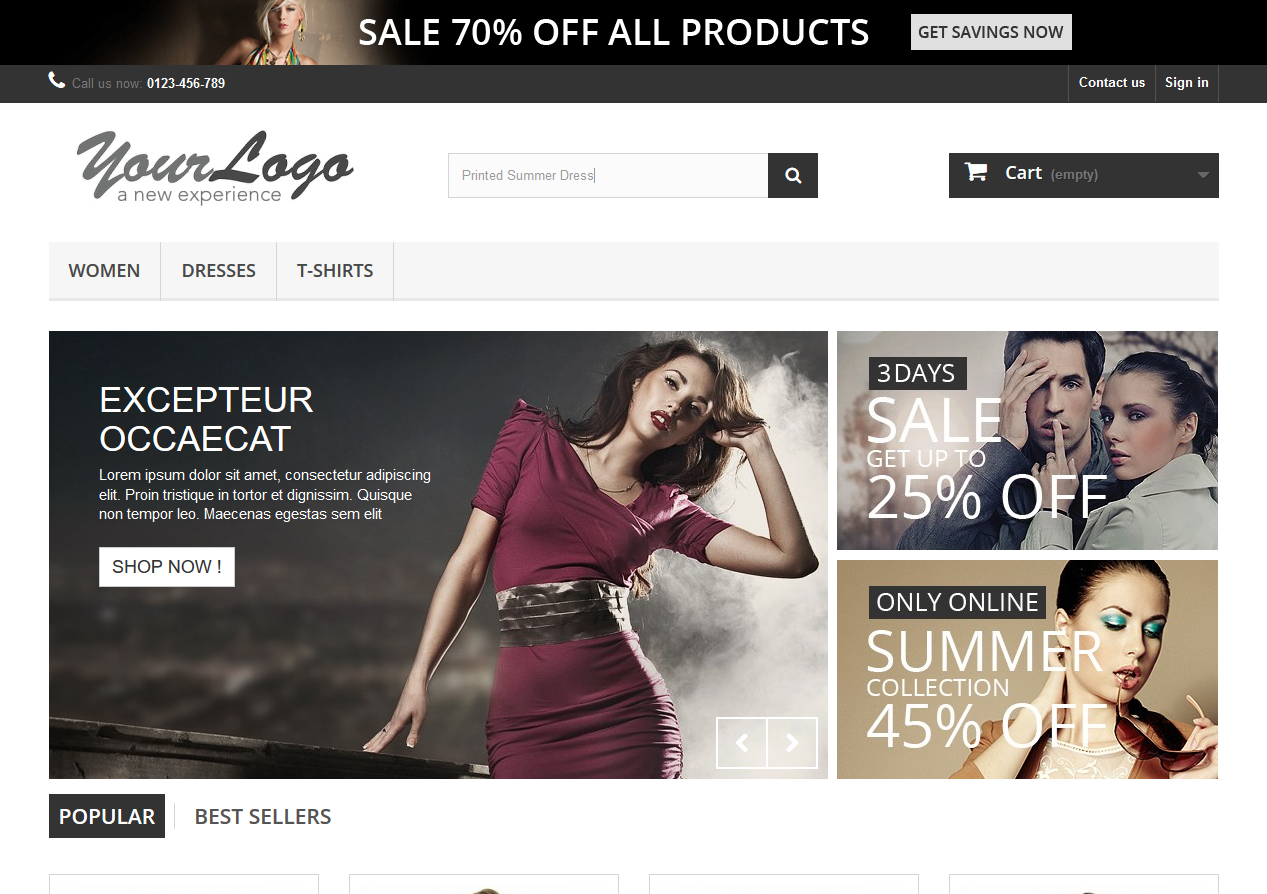 SALE 70% OFF ALL PRODUCTS
GET SAVINGS NOW
Call us now: 0123-456-789
Contact us
Sign in
YourLogo
a new experience
Printed Summer Dress
Cart (empty)
WOMEN
DRESSES
T-SHIRTS
EXCEPTEUR
OCCAECAT
Lorem ipsum dolor sit amet, consectetur adipiscing
elit. Proin tristique in tortor et dignissim. Quisque
non tempor leo. Maecenas egestas sem elit
SHOP NOW !
3 DAYS
SALE
GET UP TO
25% OFF
ONLY ONLINE
SUMMER
COLLECTION
45% OFF
POPULAR
BEST SELLERS